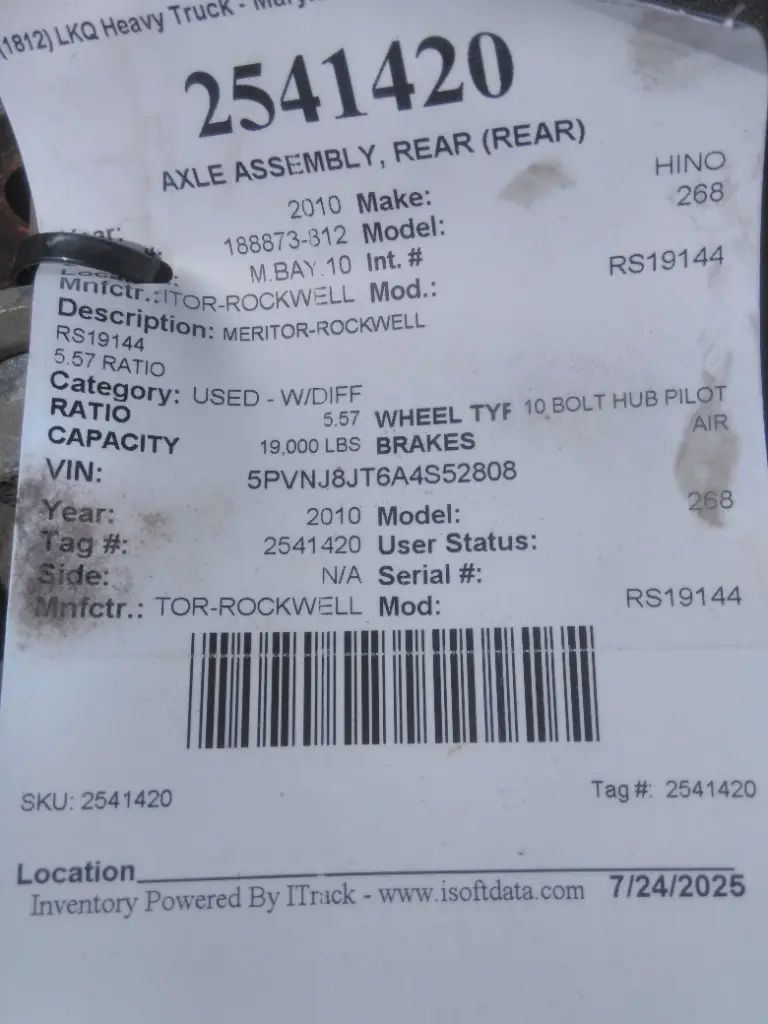 (1812) LKQ Heavy Truck -
2541420
AXLE ASSEMBLY, REAR (REAR)
2010 Make: HINO
188873-812 Model: 268
M.BAY.10 Int. #
Mnfctr.:ITOR-ROCKWELL Mod.: RS19144
Description: MERITOR-ROCKWELL
RS19144
5.57 RATIO
Category: USED - W/DIFF
RATIO 5.57 WHEEL TYP 10 BOLT HUB PILOT
CAPACITY 19,000 LBS BRAKES AIR
VIN: 5PVNJ8JT6A4S52808
Year: 2010 Model: 268
Tag #: 2541420 User Status:
Side: N/A Serial #:
Mnfctr.: TOR-ROCKWELL Mod: RS19144
SKU: 2541420 Tag #: 2541420
Location
Inventory Powered By ITrack - www.isoftdata.com 7/24/2025